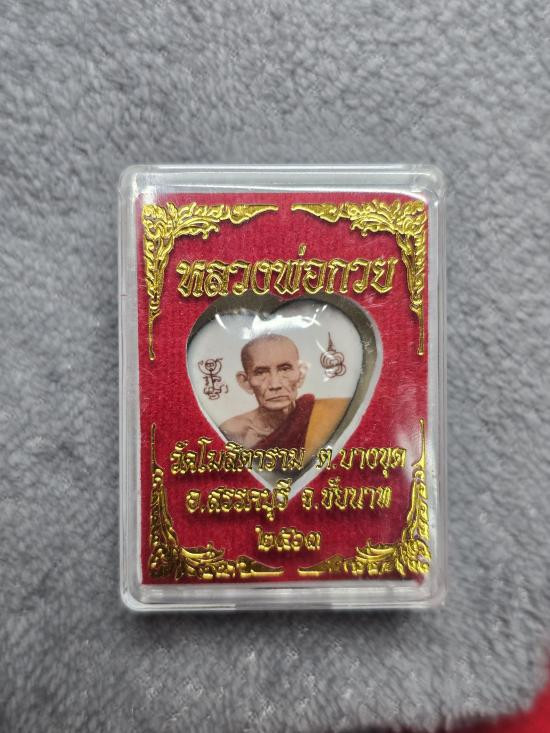 หลวงพ่อกวย
วัดโฆสิตาราม ต.บางขุด
อ.สรรคบุรี จ.ชัยนาท
๒๕๖๓